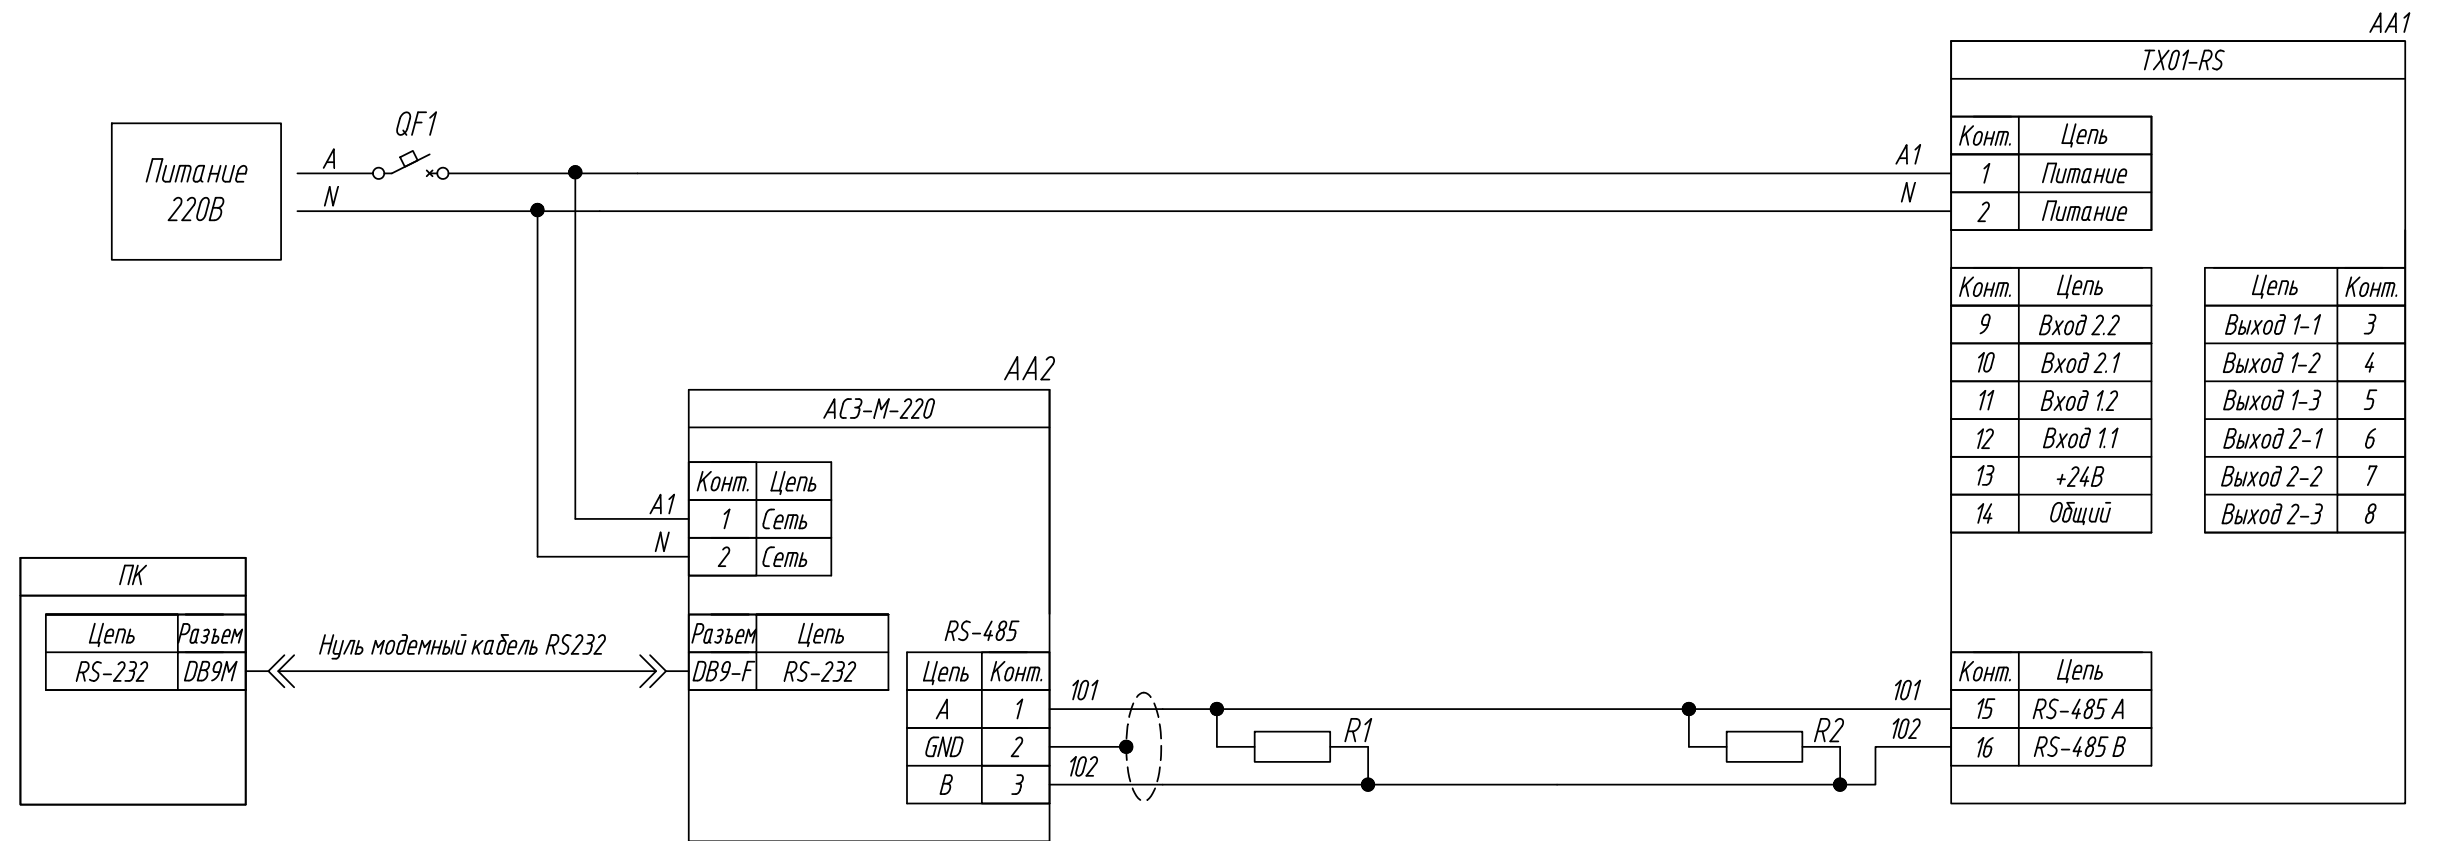 AA1
TX01-RS
Конт. Цепь
1 Питание
2 Питание
A1
N
QF1
A
N
Питание
220В
Конт. Цепь
9 Вход 2.2
10 Вход 2.1
11 Вход 1.2
12 Вход 1.1
13 +24В
14 Общий
Цепь Конт.
Выход 1-1 3
Выход 1-2 4
Выход 1-3 5
Выход 2-1 6
Выход 2-2 7
Выход 2-3 8
AA2
АС3-М-220
Конт. Цепь
1 Сеть
2 Сеть
A1
N
ПК
Цепь Разъем
RS-232 DB9M
Нуль модемный кабель RS232
Разъем Цепь
DB9-F RS-232
RS-485
Цепь Конт.
A 1
GND 2
B 3
101
102
R1
R2
101
102
Конт. Цепь
15 RS-485 A
16 RS-485 B